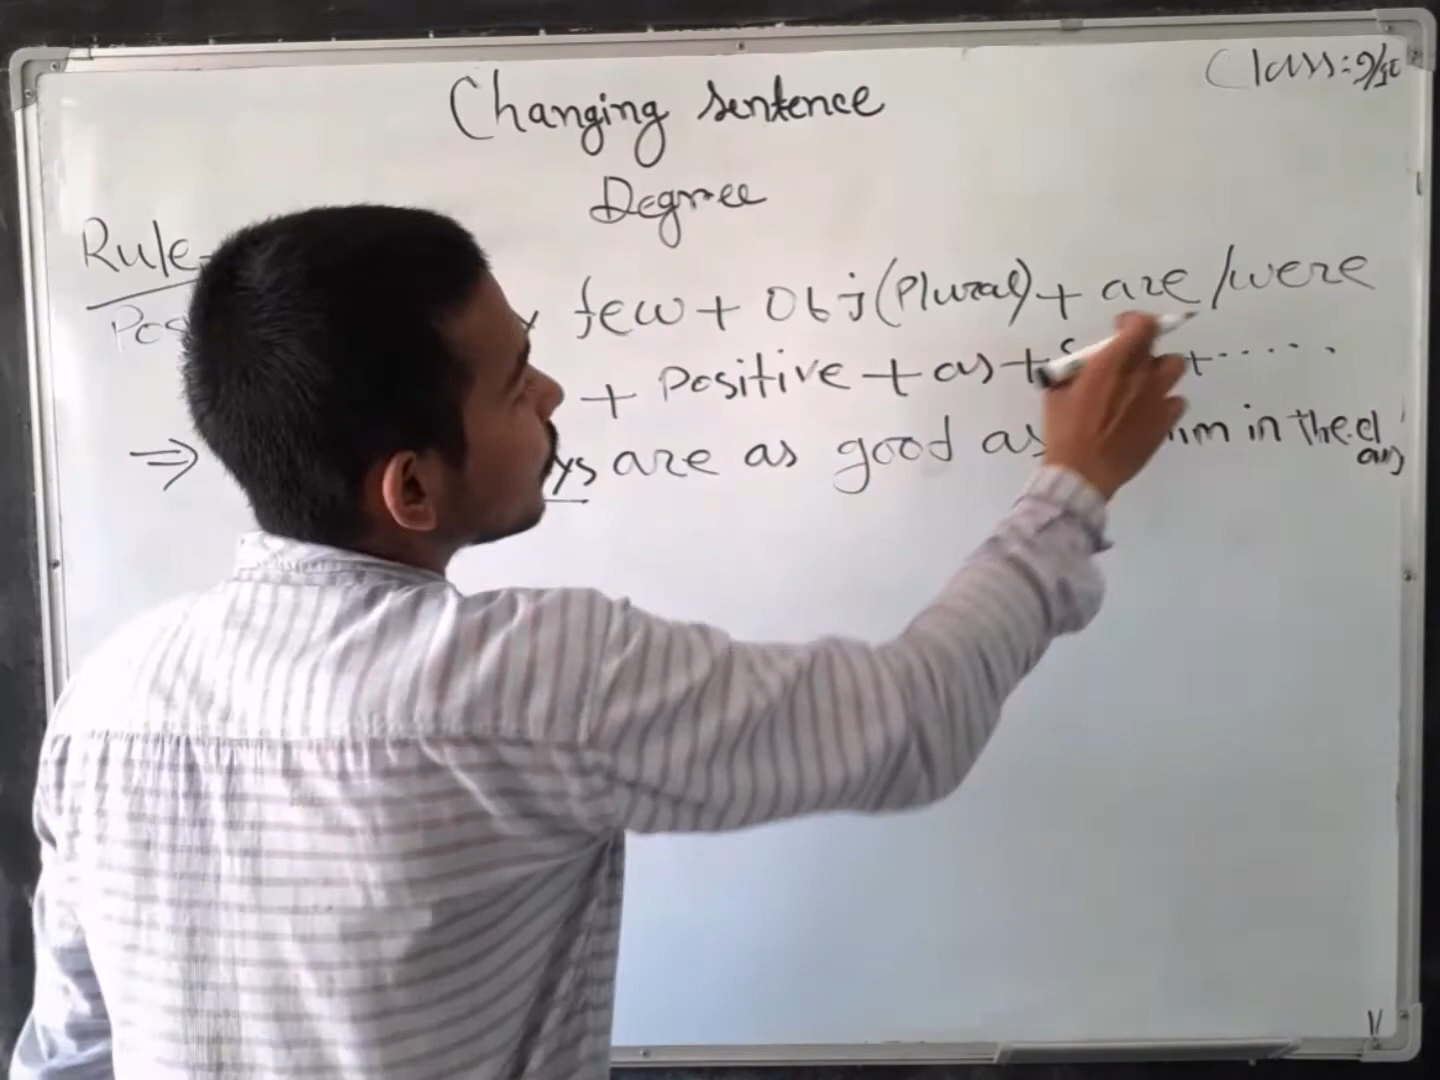 Class: 9/10
Changing sentence
Degree
Rule-
few + Obj (Plural) + are /were
Pos
+ Positive + as + + .....
⇒ ys are as good as him in the class